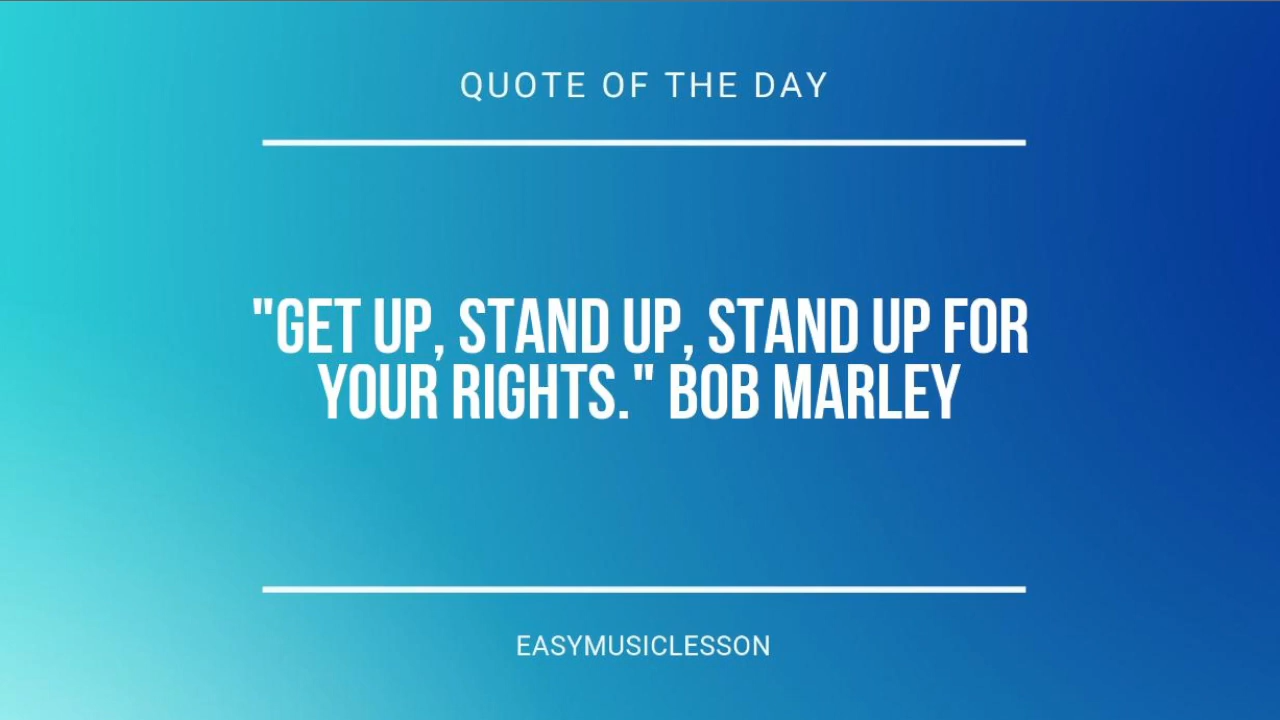 QUOTE OF THE DAY
"GET UP, STAND UP, STAND UP FOR
YOUR RIGHTS." BOB MARLEY
EASYMUSICLESSON